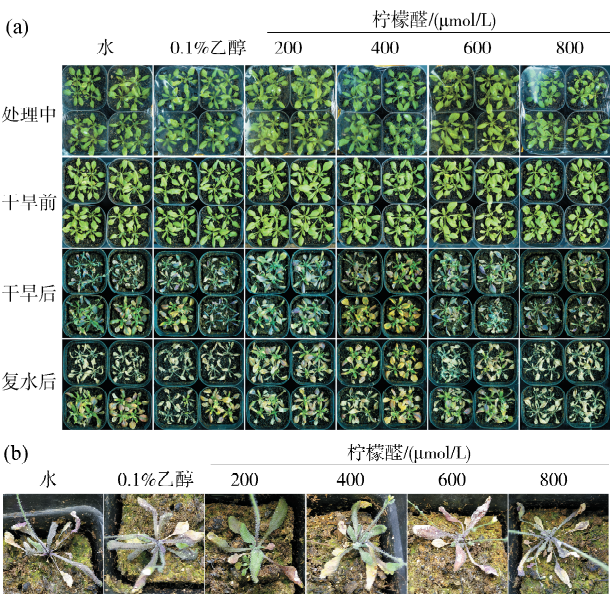 (a)
柠檬醛/(μmol/L)
水 0.1%乙醇 200 400 600 800
处理中
干旱前
干旱后
复水后
(b)
柠檬醛/(μmol/L)
水 0.1%乙醇 200 400 600 800